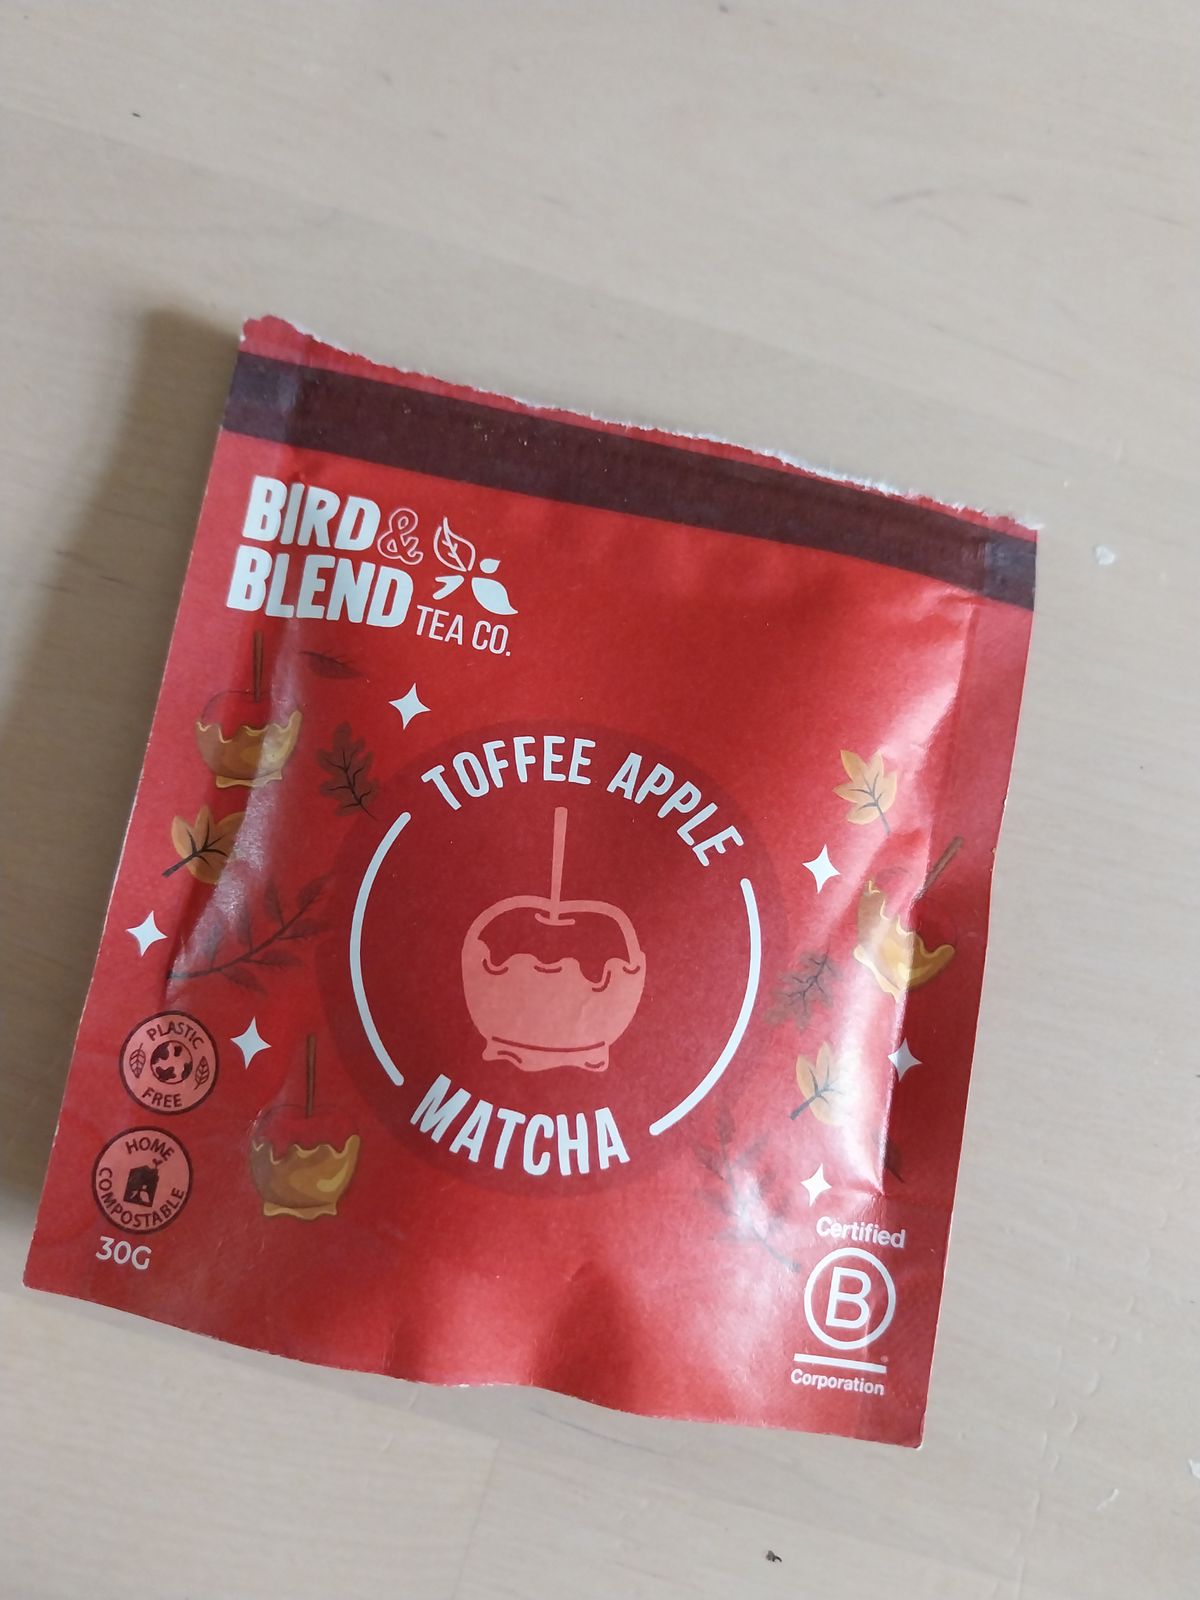 BIRD &
BLEND TEA CO.
TOFFEE APPLE
MATCHA
PLASTIC
FREE
HOME
COMPOSTABLE
30G
Certified
B
Corporation